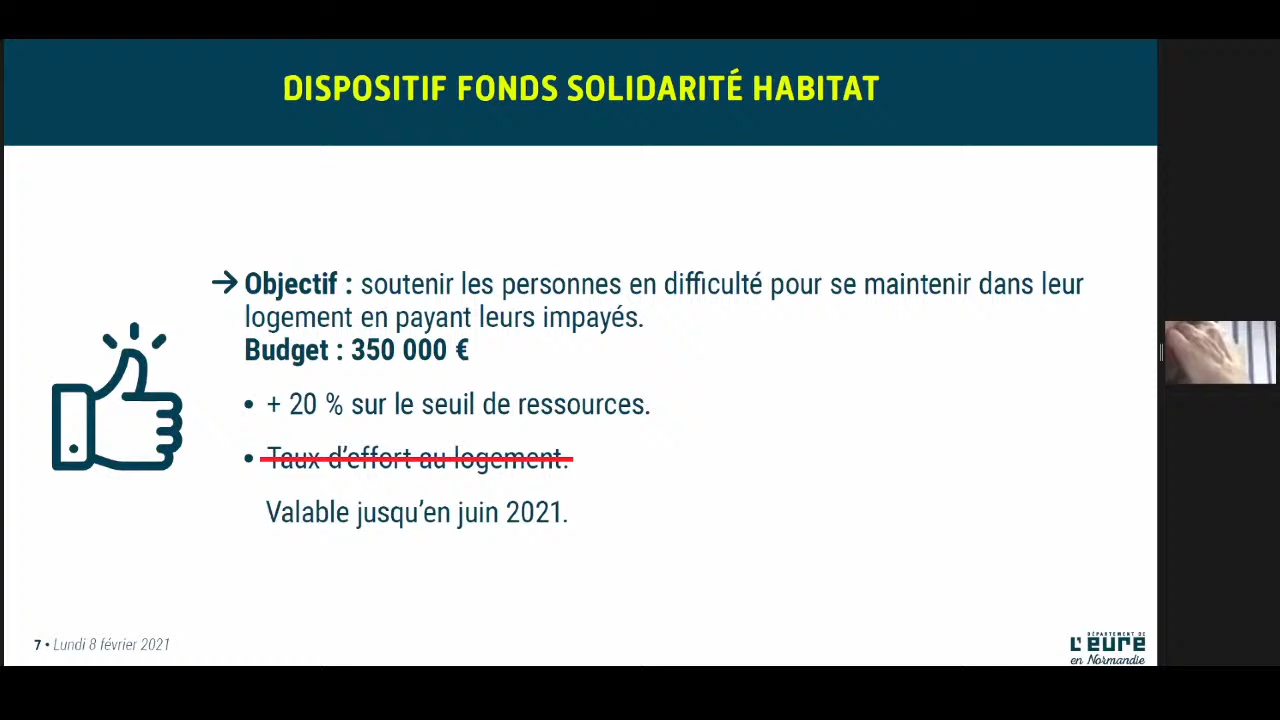 DISPOSITIF FONDS SOLIDARITÉ HABITAT
→ Objectif : soutenir les personnes en difficulté pour se maintenir dans leur
logement en payant leurs impayés.
Budget : 350 000 €
• + 20 % sur le seuil de ressources.
• Taux d’effort au logement.
Valable jusqu’en juin 2021.
7 • Lundi 8 février 2021
DÉPARTEMENT DE
L'EURE
en Normandie